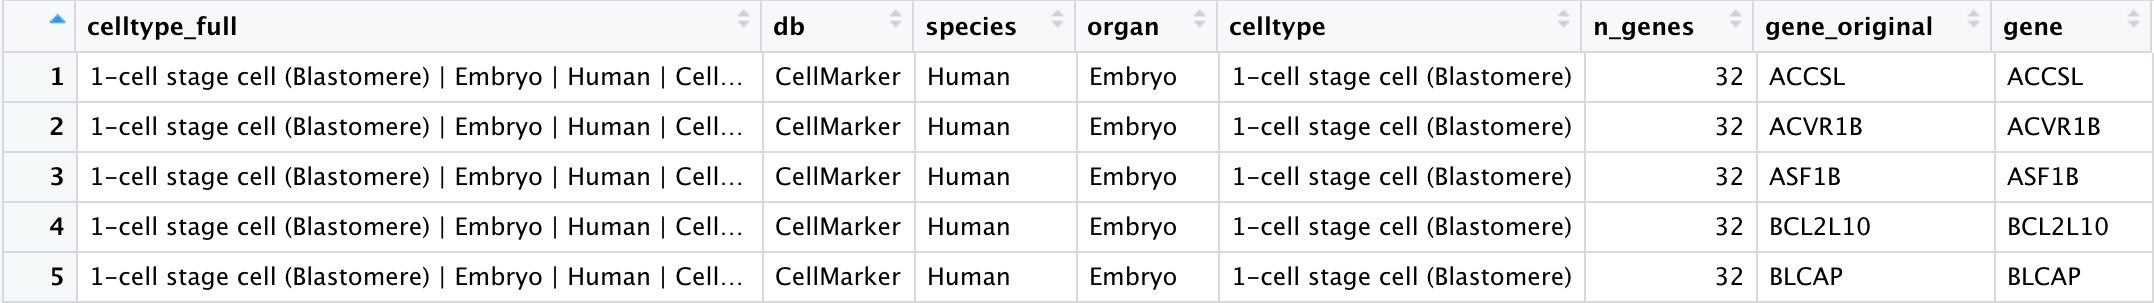 celltype_full db species organ celltype n_genes gene_original gene
1 1-cell stage cell (Blastomere) | Embryo | Human | Cell... CellMarker Human Embryo 1-cell stage cell (Blastomere) 32 ACCSL ACCSL
2 1-cell stage cell (Blastomere) | Embryo | Human | Cell... CellMarker Human Embryo 1-cell stage cell (Blastomere) 32 ACVR1B ACVR1B
3 1-cell stage cell (Blastomere) | Embryo | Human | Cell... CellMarker Human Embryo 1-cell stage cell (Blastomere) 32 ASF1B ASF1B
4 1-cell stage cell (Blastomere) | Embryo | Human | Cell... CellMarker Human Embryo 1-cell stage cell (Blastomere) 32 BCL2L10 BCL2L10
5 1-cell stage cell (Blastomere) | Embryo | Human | Cell... CellMarker Human Embryo 1-cell stage cell (Blastomere) 32 BLCAP BLCAP